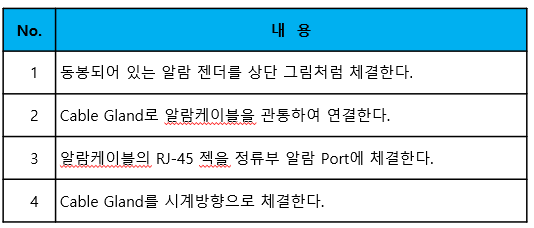 No. 내 용
1 동봉되어 있는 알람 젠더를 상단 그림처럼 체결한다.
2 Cable Gland로 알람케이블을 관통하여 연결한다.
3 알람케이블의 RJ-45 젝을 정류부 알람 Port에 체결한다.
4 Cable Gland를 시계방향으로 체결한다.